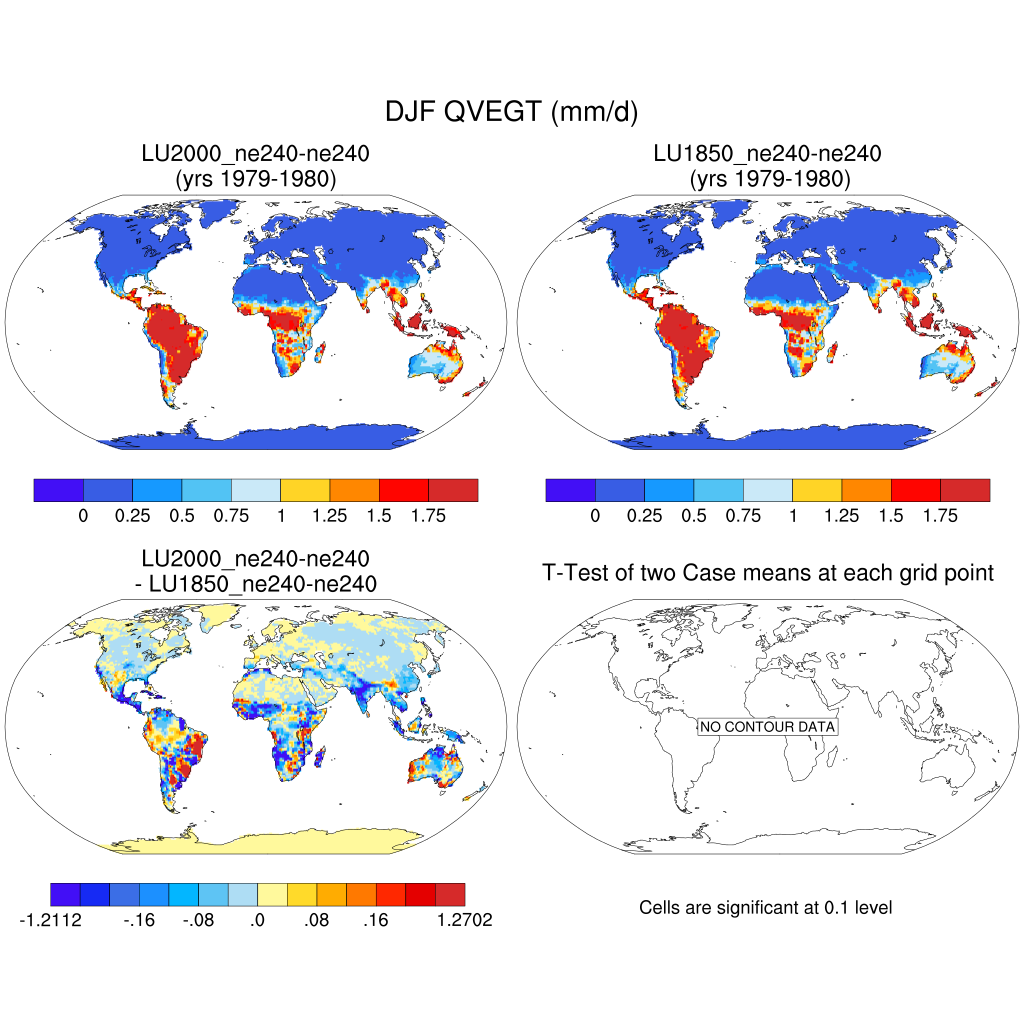 DJF QVEGT (mm/d)
LU2000_ne240-ne240
(yrs 1979-1980)
LU1850_ne240-ne240
(yrs 1979-1980)
0 0.25 0.5 0.75 1 1.25 1.5 1.75
0 0.25 0.5 0.75 1 1.25 1.5 1.75
LU2000_ne240-ne240
- LU1850_ne240-ne240
T-Test of two Case means at each grid point
NO CONTOUR DATA
-1.2112 -.16 -.08 .0 .08 .16 1.2702
Cells are significant at 0.1 level